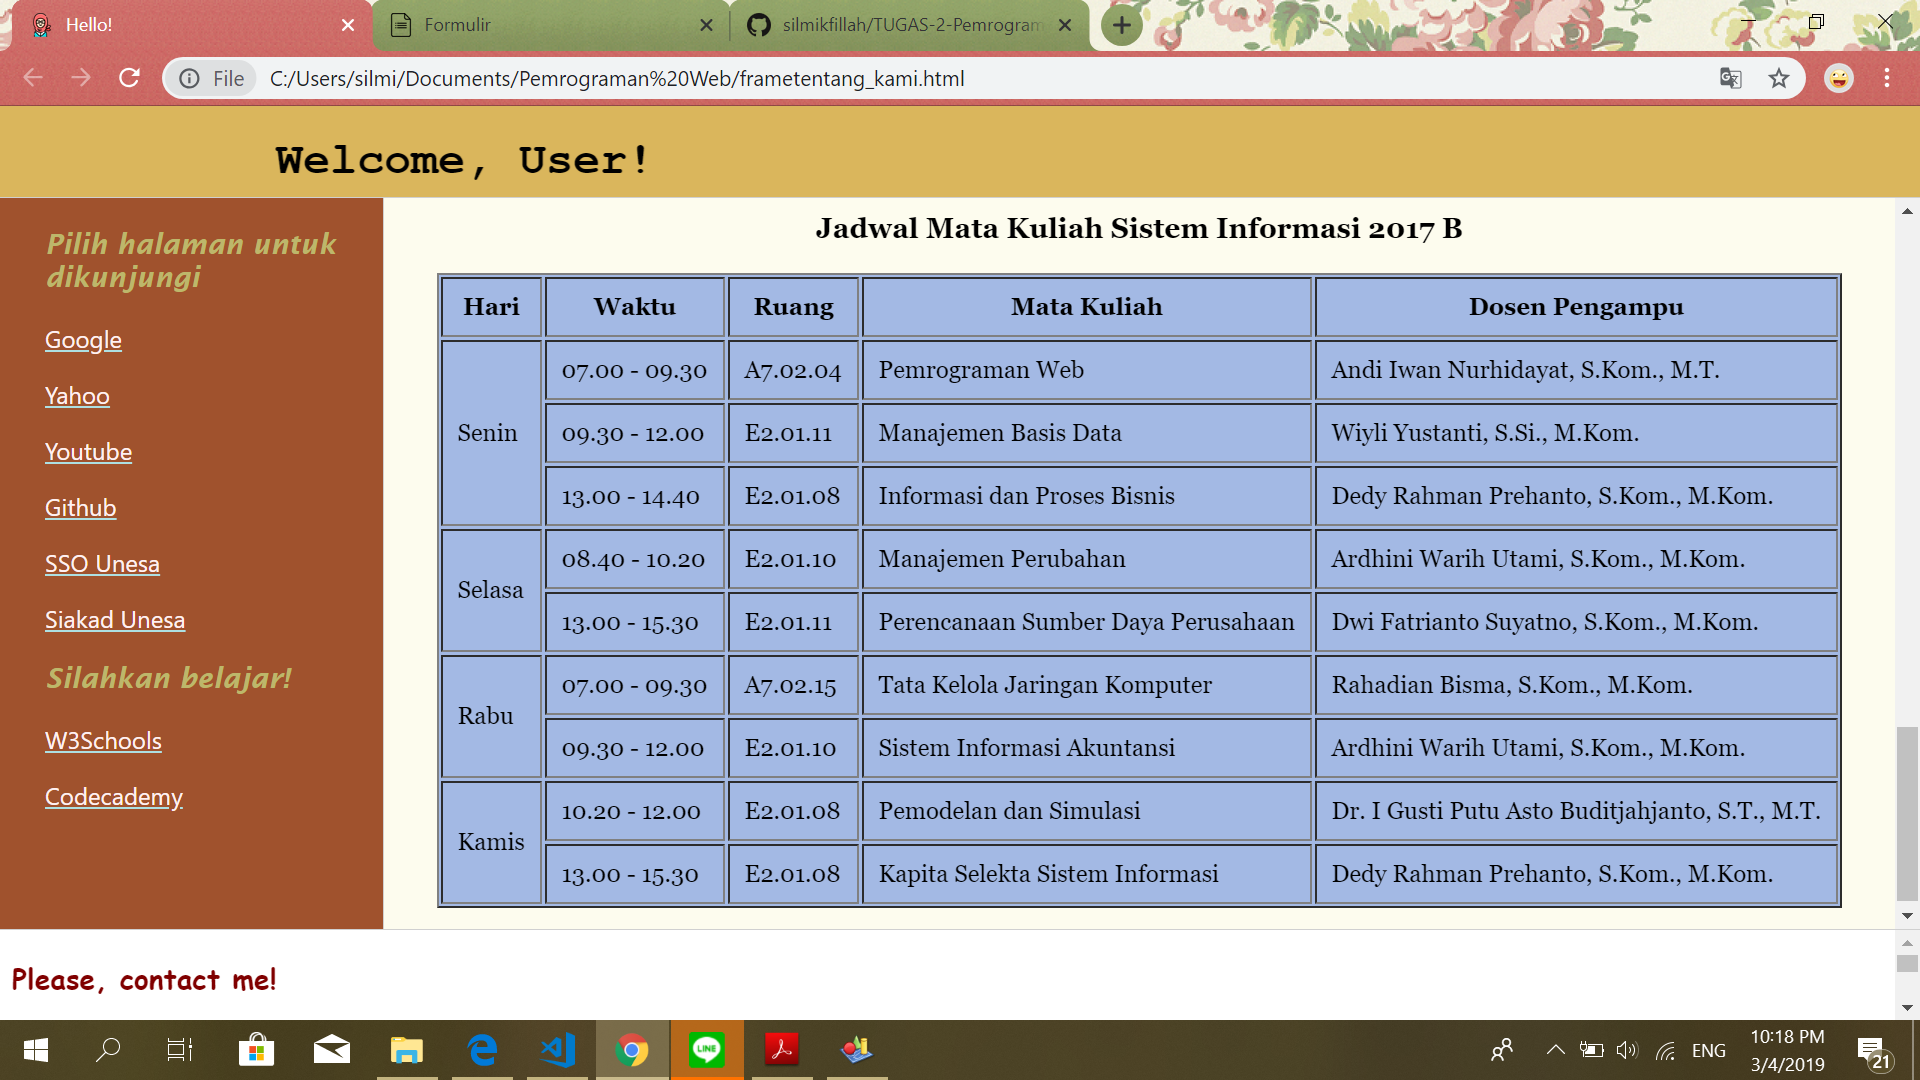 Hello!
Formulir
silmikfillah/TUGAS-2-Pemrogram
File
C:/Users/silmi/Documents/Pemrograman%20Web/frametentang_kami.html
Welcome, User!
Pilih halaman untuk
dikunjungi
Google
Yahoo
Youtube
Github
SSO Unesa
Siakad Unesa
Silahkan belajar!
W3Schools
Codecademy
Jadwal Mata Kuliah Sistem Informasi 2017 B
Hari Waktu Ruang Mata Kuliah Dosen Pengampu
Senin 07.00 - 09.30 A7.02.04 Pemrograman Web Andi Iwan Nurhidayat, S.Kom., M.T.
09.30 - 12.00 E2.01.11 Manajemen Basis Data Wiyli Yustanti, S.Si., M.Kom.
13.00 - 14.40 E2.01.08 Informasi dan Proses Bisnis Dedy Rahman Prehanto, S.Kom., M.Kom.
Selasa 08.40 - 10.20 E2.01.10 Manajemen Perubahan Ardhini Warih Utami, S.Kom., M.Kom.
13.00 - 15.30 E2.01.11 Perencanaan Sumber Daya Perusahaan Dwi Fatrianto Suyatno, S.Kom., M.Kom.
Rabu 07.00 - 09.30 A7.02.15 Tata Kelola Jaringan Komputer Rahadian Bisma, S.Kom., M.Kom.
09.30 - 12.00 E2.01.10 Sistem Informasi Akuntansi Ardhini Warih Utami, S.Kom., M.Kom.
Kamis 10.20 - 12.00 E2.01.08 Pemodelan dan Simulasi Dr. I Gusti Putu Asto Buditjahjanto, S.T., M.T.
13.00 - 15.30 E2.01.08 Kapita Selekta Sistem Informasi Dedy Rahman Prehanto, S.Kom., M.Kom.
Please, contact me!
LINE
ENG
10:18 PM
3/4/2019
21